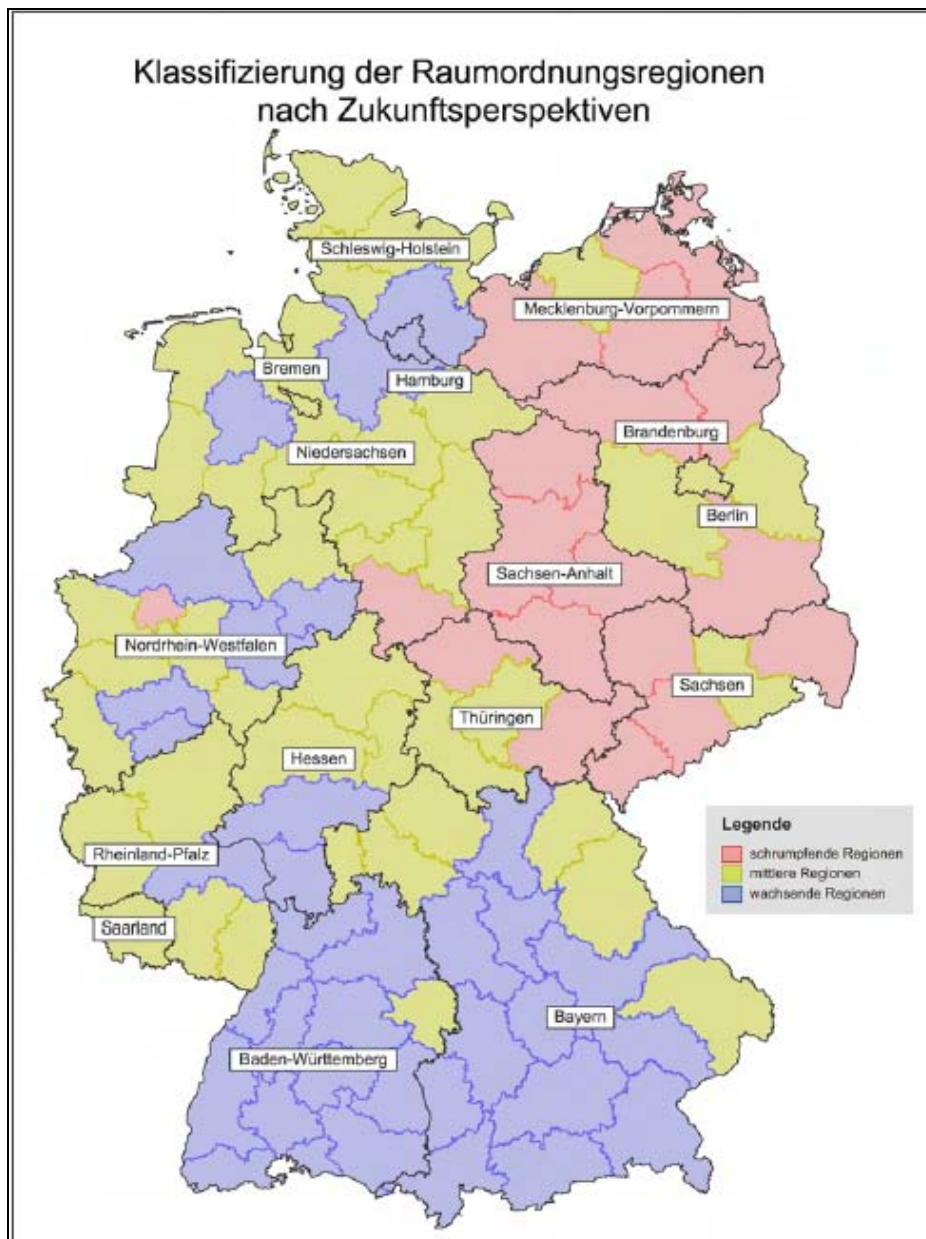 Klassifizierung der Raumordnungsregionen
nach Zukunftsperspektiven
Schleswig-Holstein
Mecklenburg-Vorpommern
Bremen
Hamburg
Brandenburg
Niedersachsen
Berlin
Sachsen-Anhalt
Nordrhein-Westfalen
Sachsen
Thüringen
Hessen
Legende
Rheinland-Pfalz
schrumpfende Regionen
mittlere Regionen
wachsende Regionen
Saarland
Bayern
Baden-Württemberg